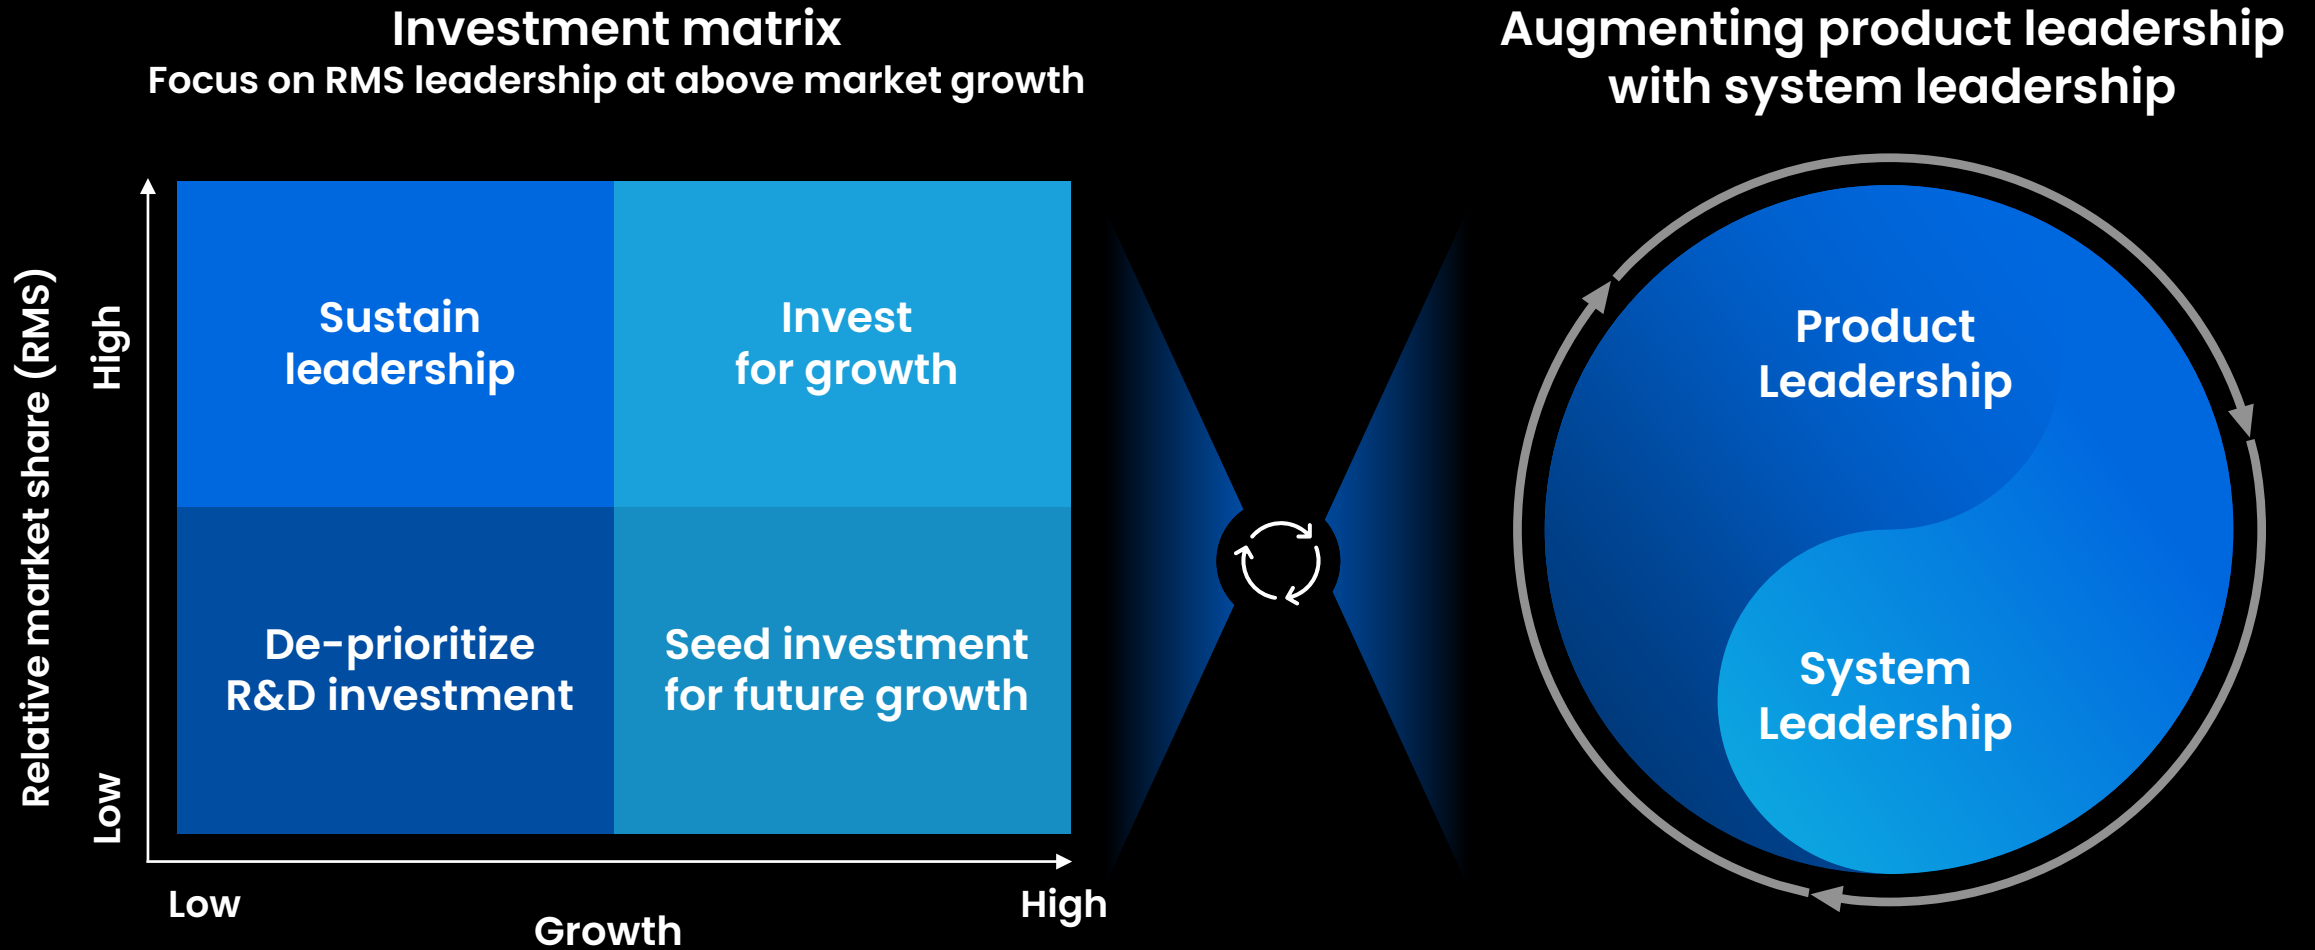 Investment matrix
Focus on RMS leadership at above market growth
Relative market share (RMS)
High
Low
Sustain
leadership
Invest
for growth
De-prioritize
R&D investment
Seed investment
for future growth
Low
High
Growth
Augmenting product leadership
with system leadership
Product
Leadership
System
Leadership